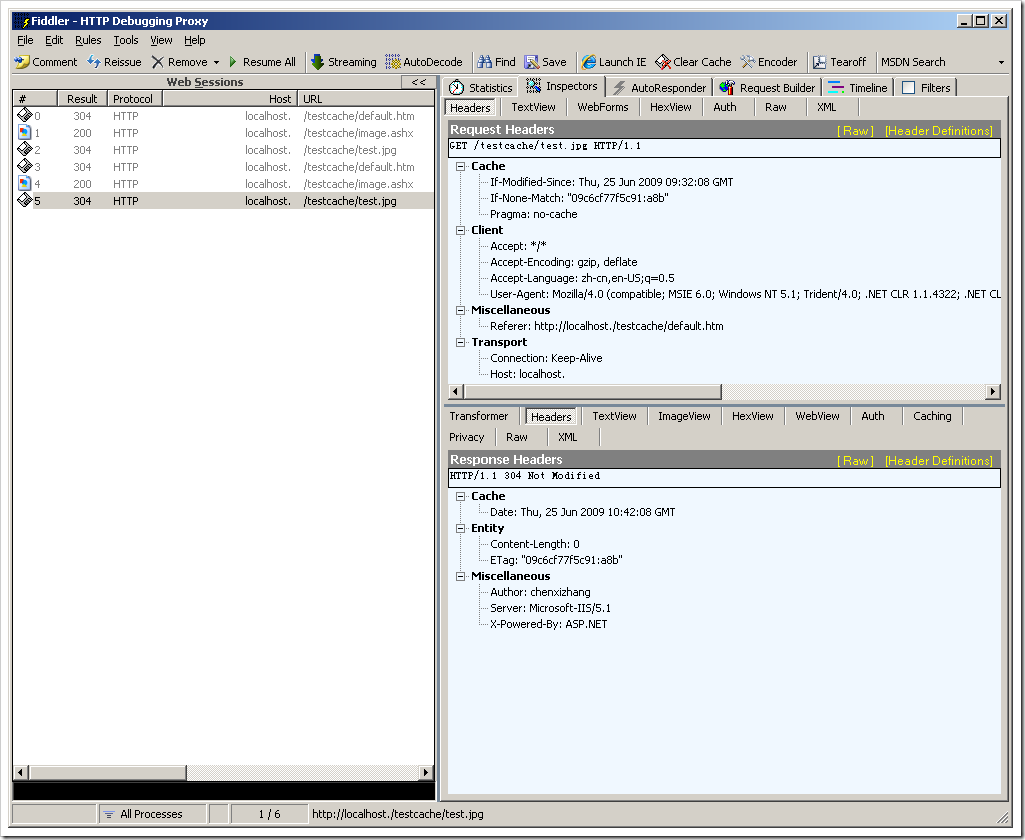 Fiddler - HTTP Debugging Proxy
File Edit Rules Tools View Help
Comment Reissue Remove Resume All Streaming AutoDecode Find Save Launch IE Clear Cache Encoder Tearoff MSDN Search
Web Sessions <<
# Result Protocol Host URL
0 304 HTTP localhost. /testcache/default.htm
1 200 HTTP localhost. /testcache/image.ashx
2 304 HTTP localhost. /testcache/test.jpg
3 304 HTTP localhost. /testcache/default.htm
4 200 HTTP localhost. /testcache/image.ashx
5 304 HTTP localhost. /testcache/test.jpg
Statistics Inspectors AutoResponder Request Builder Timeline Filters
Headers TextView WebForms HexView Auth Raw XML
Request Headers [ Raw ] [Header Definitions]
GET /testcache/test.jpg HTTP/1.1
Cache
If-Modified-Since: Thu, 25 Jun 2009 09:32:08 GMT
If-None-Match: "09c6cf77f5c91:a8b"
Pragma: no-cache
Client
Accept: */*
Accept-Encoding: gzip, deflate
Accept-Language: zh-cn,en-US;q=0.5
User-Agent: Mozilla/4.0 (compatible; MSIE 6.0; Windows NT 5.1; Trident/4.0; .NET CLR 1.1.4322; .NET CL
Miscellaneous
Referer: http://localhost./testcache/default.htm
Transport
Connection: Keep-Alive
Host: localhost.
Transformer Headers TextView ImageView HexView WebView Auth Caching
Privacy Raw XML
Response Headers [ Raw ] [Header Definitions]
HTTP/1.1 304 Not Modified
Cache
Date: Thu, 25 Jun 2009 10:42:08 GMT
Entity
Content-Length: 0
ETag: "09c6cf77f5c91:a8b"
Miscellaneous
Author: chenxizhang
Server: Microsoft-IIS/5.1
X-Powered-By: ASP.NET
All Processes 1 / 6 http://localhost./testcache/test.jpg